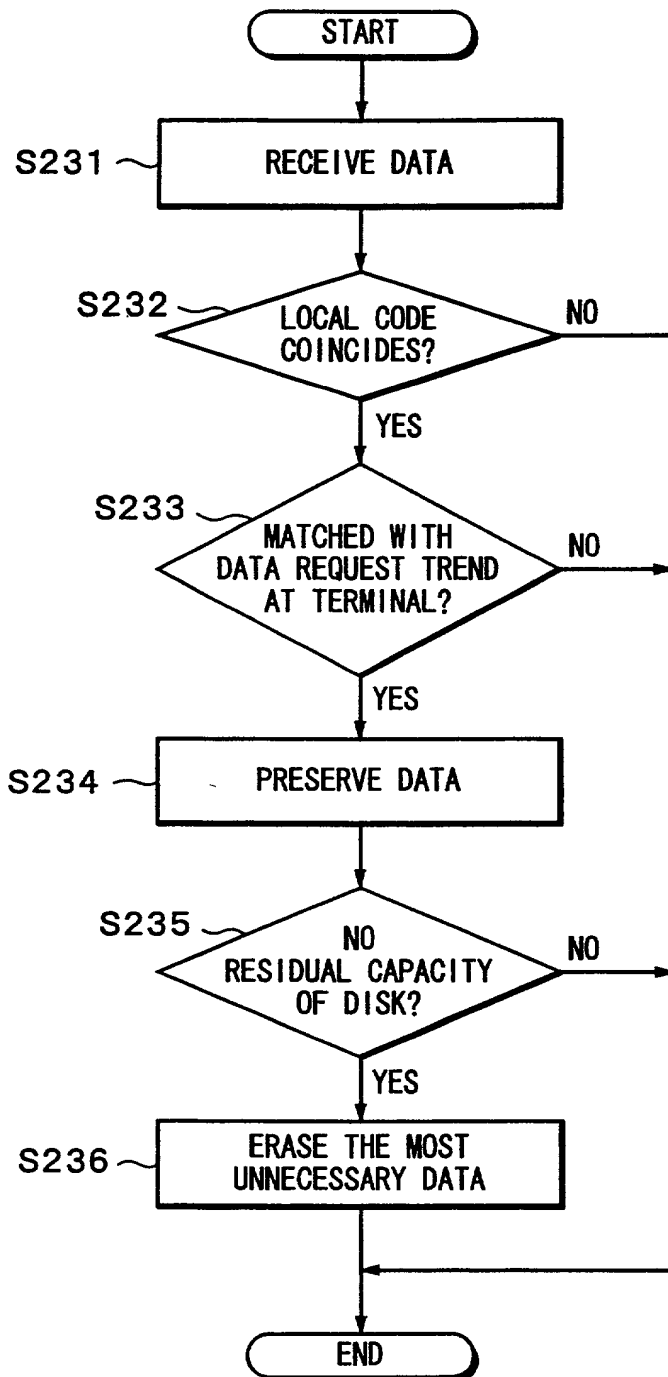 START
S231
RECEIVE DATA
S232
LOCAL CODE
COINCIDES?
NO
YES
S233
MATCHED WITH
DATA REQUEST TREND
AT TERMINAL?
NO
YES
S234
PRESERVE DATA
S235
NO
RESIDUAL CAPACITY
OF DISK?
NO
YES
S236
ERASE THE MOST
UNNECESSARY DATA
END